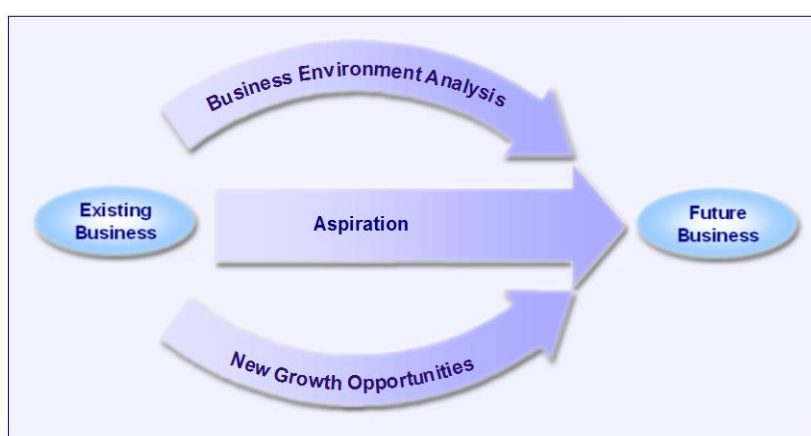 Business Environment Analysis
Existing
Business
Aspiration
Future
Business
New Growth Opportunities